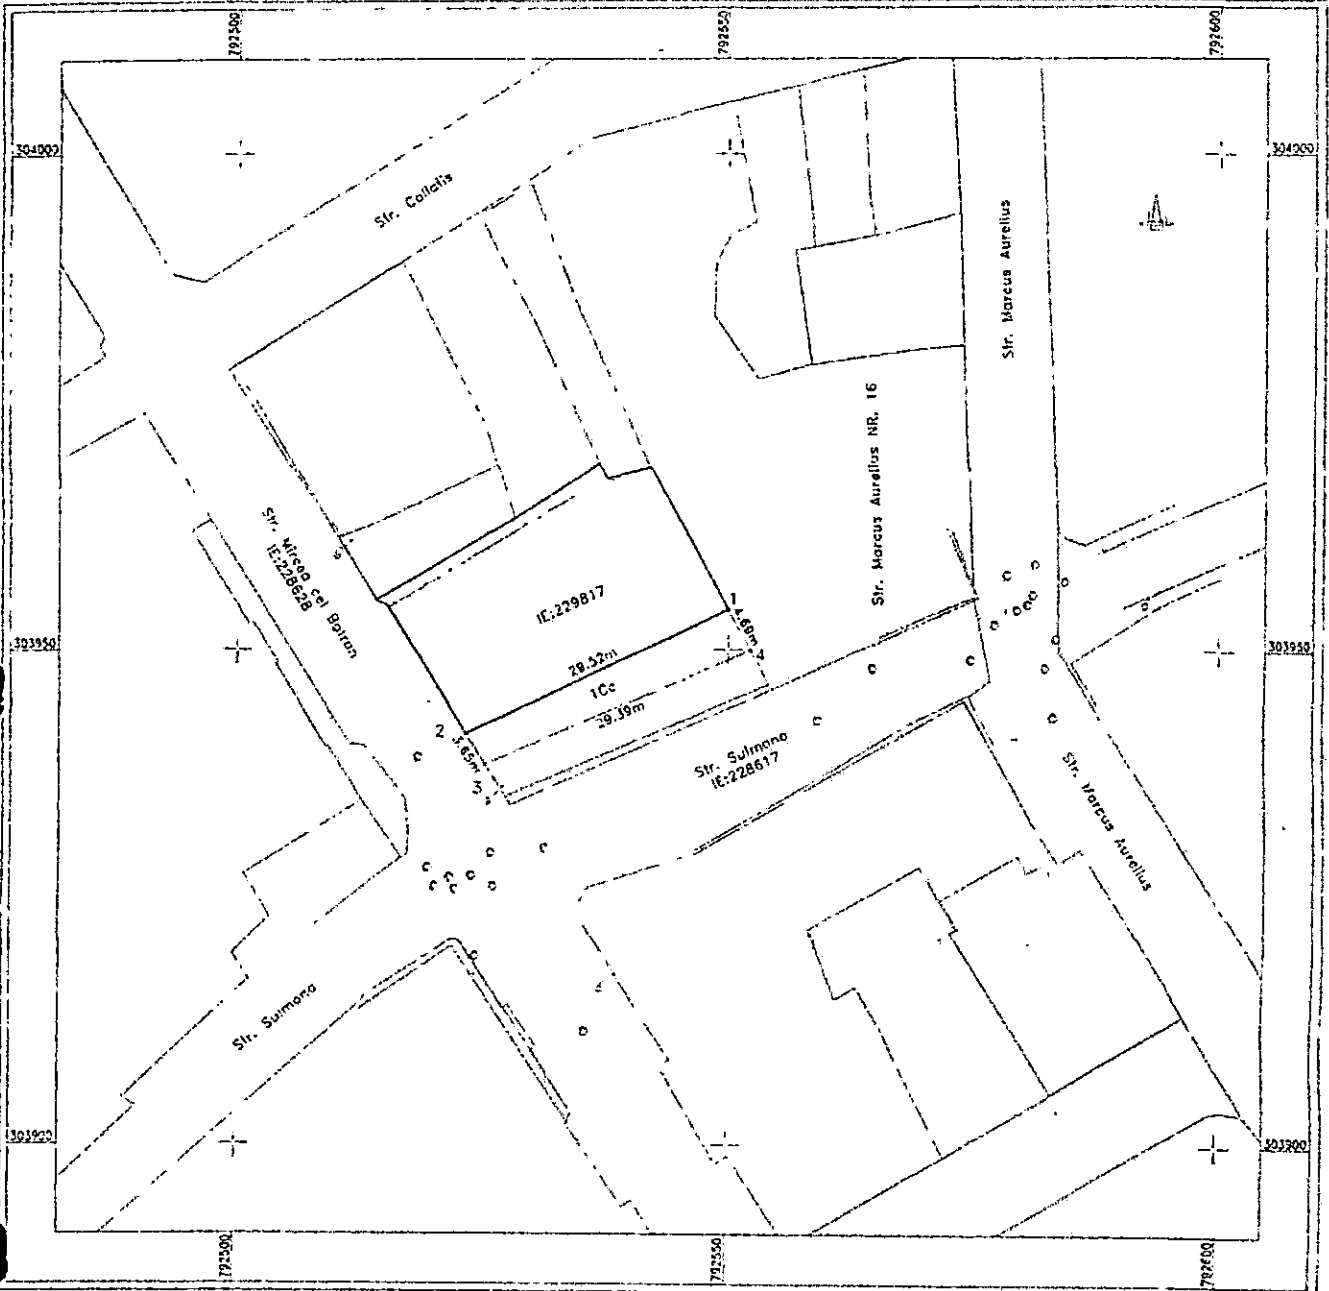 792500
792550
792600
304000
304000
Str. Callatis
Str. Marcus Aurelius
Str. Marcus Aurelius NR. 16
Str. Mircea cel Batran
IE:228628
IE:229817
1
4.69m
4
303950
303950
28.52m
1Cc
29.39m
2
3.65m
3
Str. Sulmona
IE:228617
Str. Marcus Aurelius
Str. Sulmona
303900
303900
792500
792550
792600